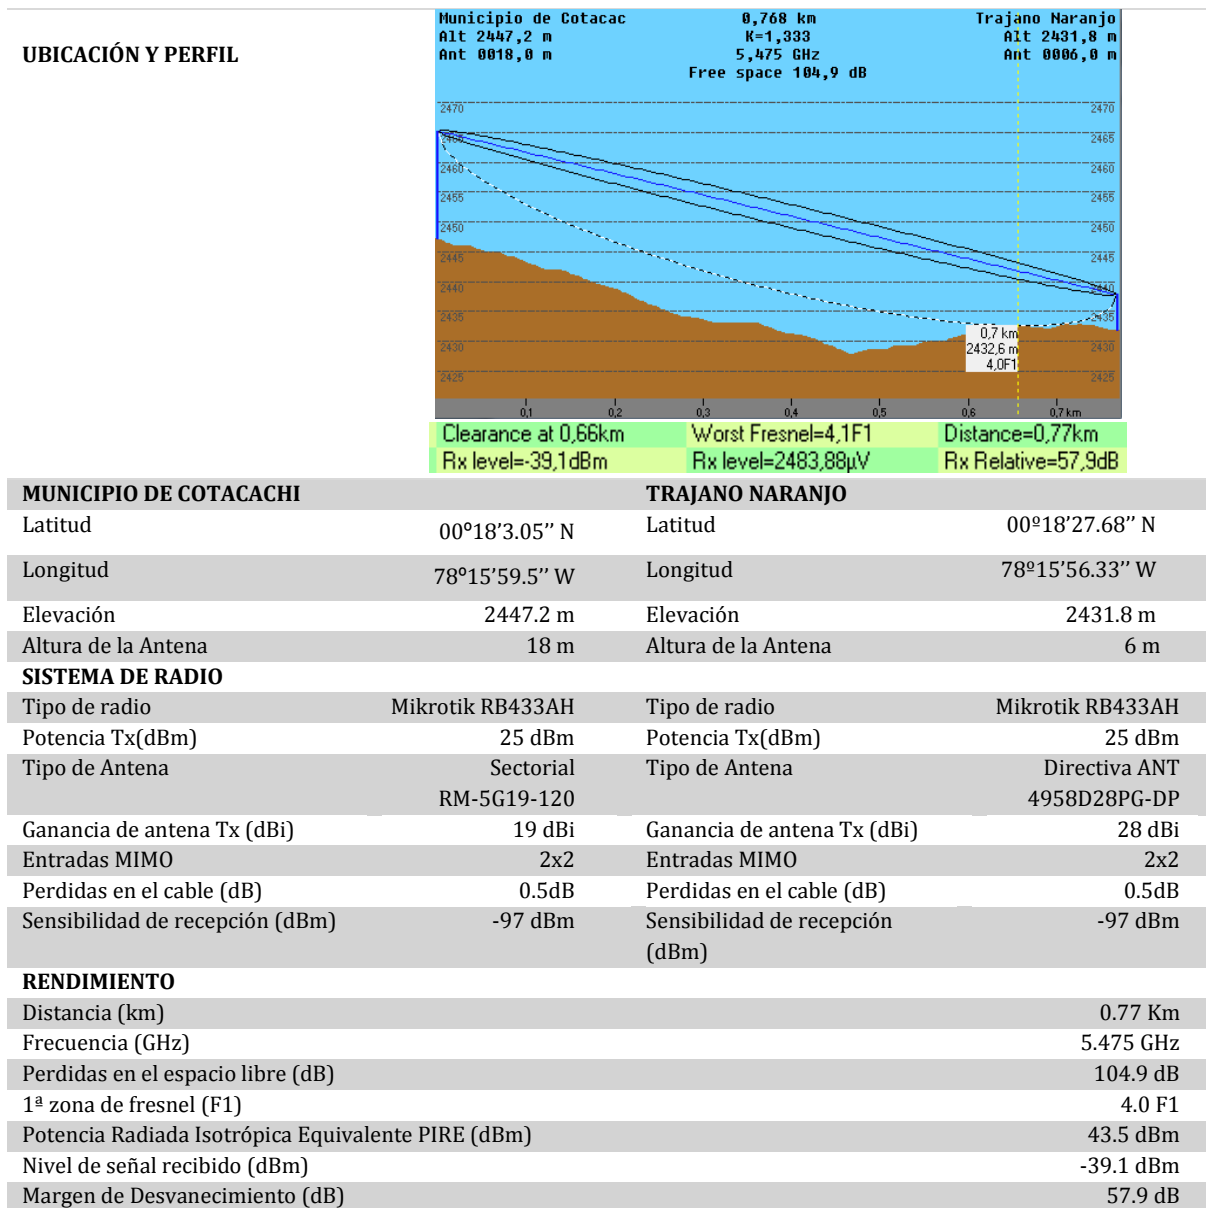 UBICACIÓN Y PERFIL
Municipio de Cotacac 0,768 km Trajano Naranjo
Alt 2447,2 m K=1,333 Alt 2431,8 m
Ant 0018,0 m 5,475 GHz Ant 0006,0 m
Free space 104,9 dB
2470 2470
2465 2465
2460 2460
2455 2455
2450 2450
2445 2445
2440 2440
2435 2435
0,7 km
2430 2432,6 m 2430
4,0F1
2425 2425
0,1 0,2 0,3 0,4 0,5 0,6 0,7 km
Clearance at 0,66km Worst Fresnel=4,1F1 Distance=0,77km
Rx level=-39,1dBm Rx level=2483,88µV Rx Relative=57,9dB
MUNICIPIO DE COTACACHI TRAJANO NARANJO
Latitud 00º18’3.05’’ N Latitud 00º18’27.68’’ N
Longitud 78º15’59.5’’ W Longitud 78º15’56.33’’ W
Elevación 2447.2 m Elevación 2431.8 m
Altura de la Antena 18 m Altura de la Antena 6 m
SISTEMA DE RADIO
Tipo de radio Mikrotik RB433AH Tipo de radio Mikrotik RB433AH
Potencia Tx(dBm) 25 dBm Potencia Tx(dBm) 25 dBm
Tipo de Antena Sectorial Tipo de Antena Directiva ANT
RM-5G19-120 4958D28PG-DP
Ganancia de antena Tx (dBi) 19 dBi Ganancia de antena Tx (dBi) 28 dBi
Entradas MIMO 2x2 Entradas MIMO 2x2
Perdidas en el cable (dB) 0.5dB Perdidas en el cable (dB) 0.5dB
Sensibilidad de recepción (dBm) -97 dBm Sensibilidad de recepción -97 dBm
(dBm)
RENDIMIENTO
Distancia (km) 0.77 Km
Frecuencia (GHz) 5.475 GHz
Perdidas en el espacio libre (dB) 104.9 dB
1ª zona de fresnel (F1) 4.0 F1
Potencia Radiada Isotrópica Equivalente PIRE (dBm) 43.5 dBm
Nivel de señal recibido (dBm) -39.1 dBm
Margen de Desvanecimiento (dB) 57.9 dB